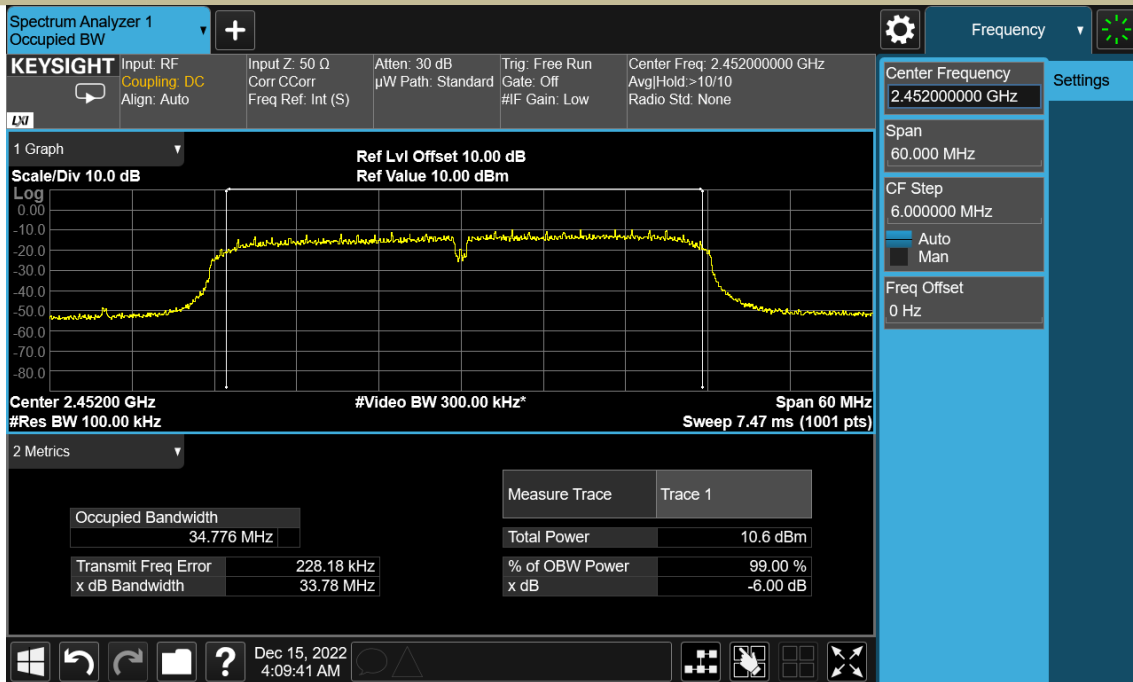 Spectrum Analyzer 1
Occupied BW
+
Frequency
KEYSIGHT
Input: RF
Coupling: DC
Align: Auto
Input Z: 50 Ω
Corr CCorr
Freq Ref: Int (S)
Atten: 30 dB
µW Path: Standard
Trig: Free Run
Gate: Off
#IF Gain: Low
Center Freq: 2.452000000 GHz
Avg|Hold:>10/10
Radio Std: None
LXI
Center Frequency
2.452000000 GHz
Settings
Span
60.000 MHz
CF Step
6.000000 MHz
Auto
Man
Freq Offset
0 Hz
1 Graph
Scale/Div 10.0 dB
Ref Lvl Offset 10.00 dB
Ref Value 10.00 dBm
Log
0.00
-10.0
-20.0
-30.0
-40.0
-50.0
-60.0
-70.0
-80.0
Center 2.45200 GHz
#Video BW 300.00 kHz*
Span 60 MHz
#Res BW 100.00 kHz
Sweep 7.47 ms (1001 pts)
2 Metrics
Measure Trace
Trace 1
Occupied Bandwidth
34.776 MHz
Total Power
10.6 dBm
Transmit Freq Error
228.18 kHz
% of OBW Power
99.00 %
x dB Bandwidth
33.78 MHz
x dB
-6.00 dB
?
Dec 15, 2022
4:09:41 AM